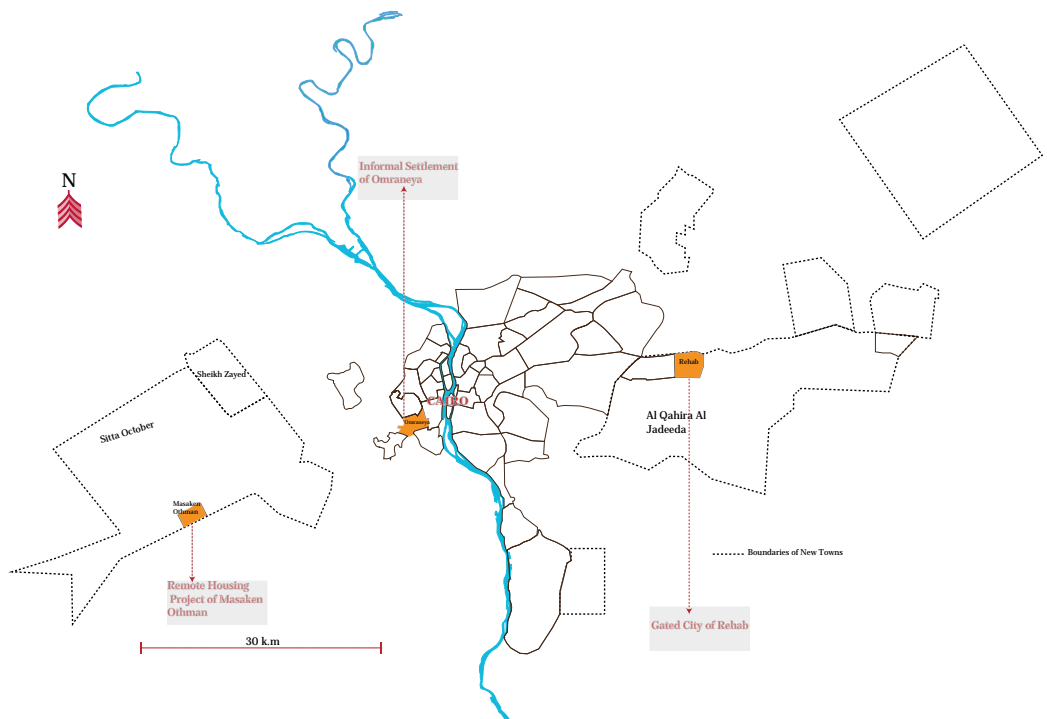 Informal Settlement
of Omraneya
N
Sheikh Zayed
Rehab
CAIRO
Omraneya
Al Qahira Al
Jadeeda
Sitta October
Masaken
Othman
Boundaries of New Towns
Remote Housing
Project of Masaken
Othman
Gated City of Rehab
30 k.m